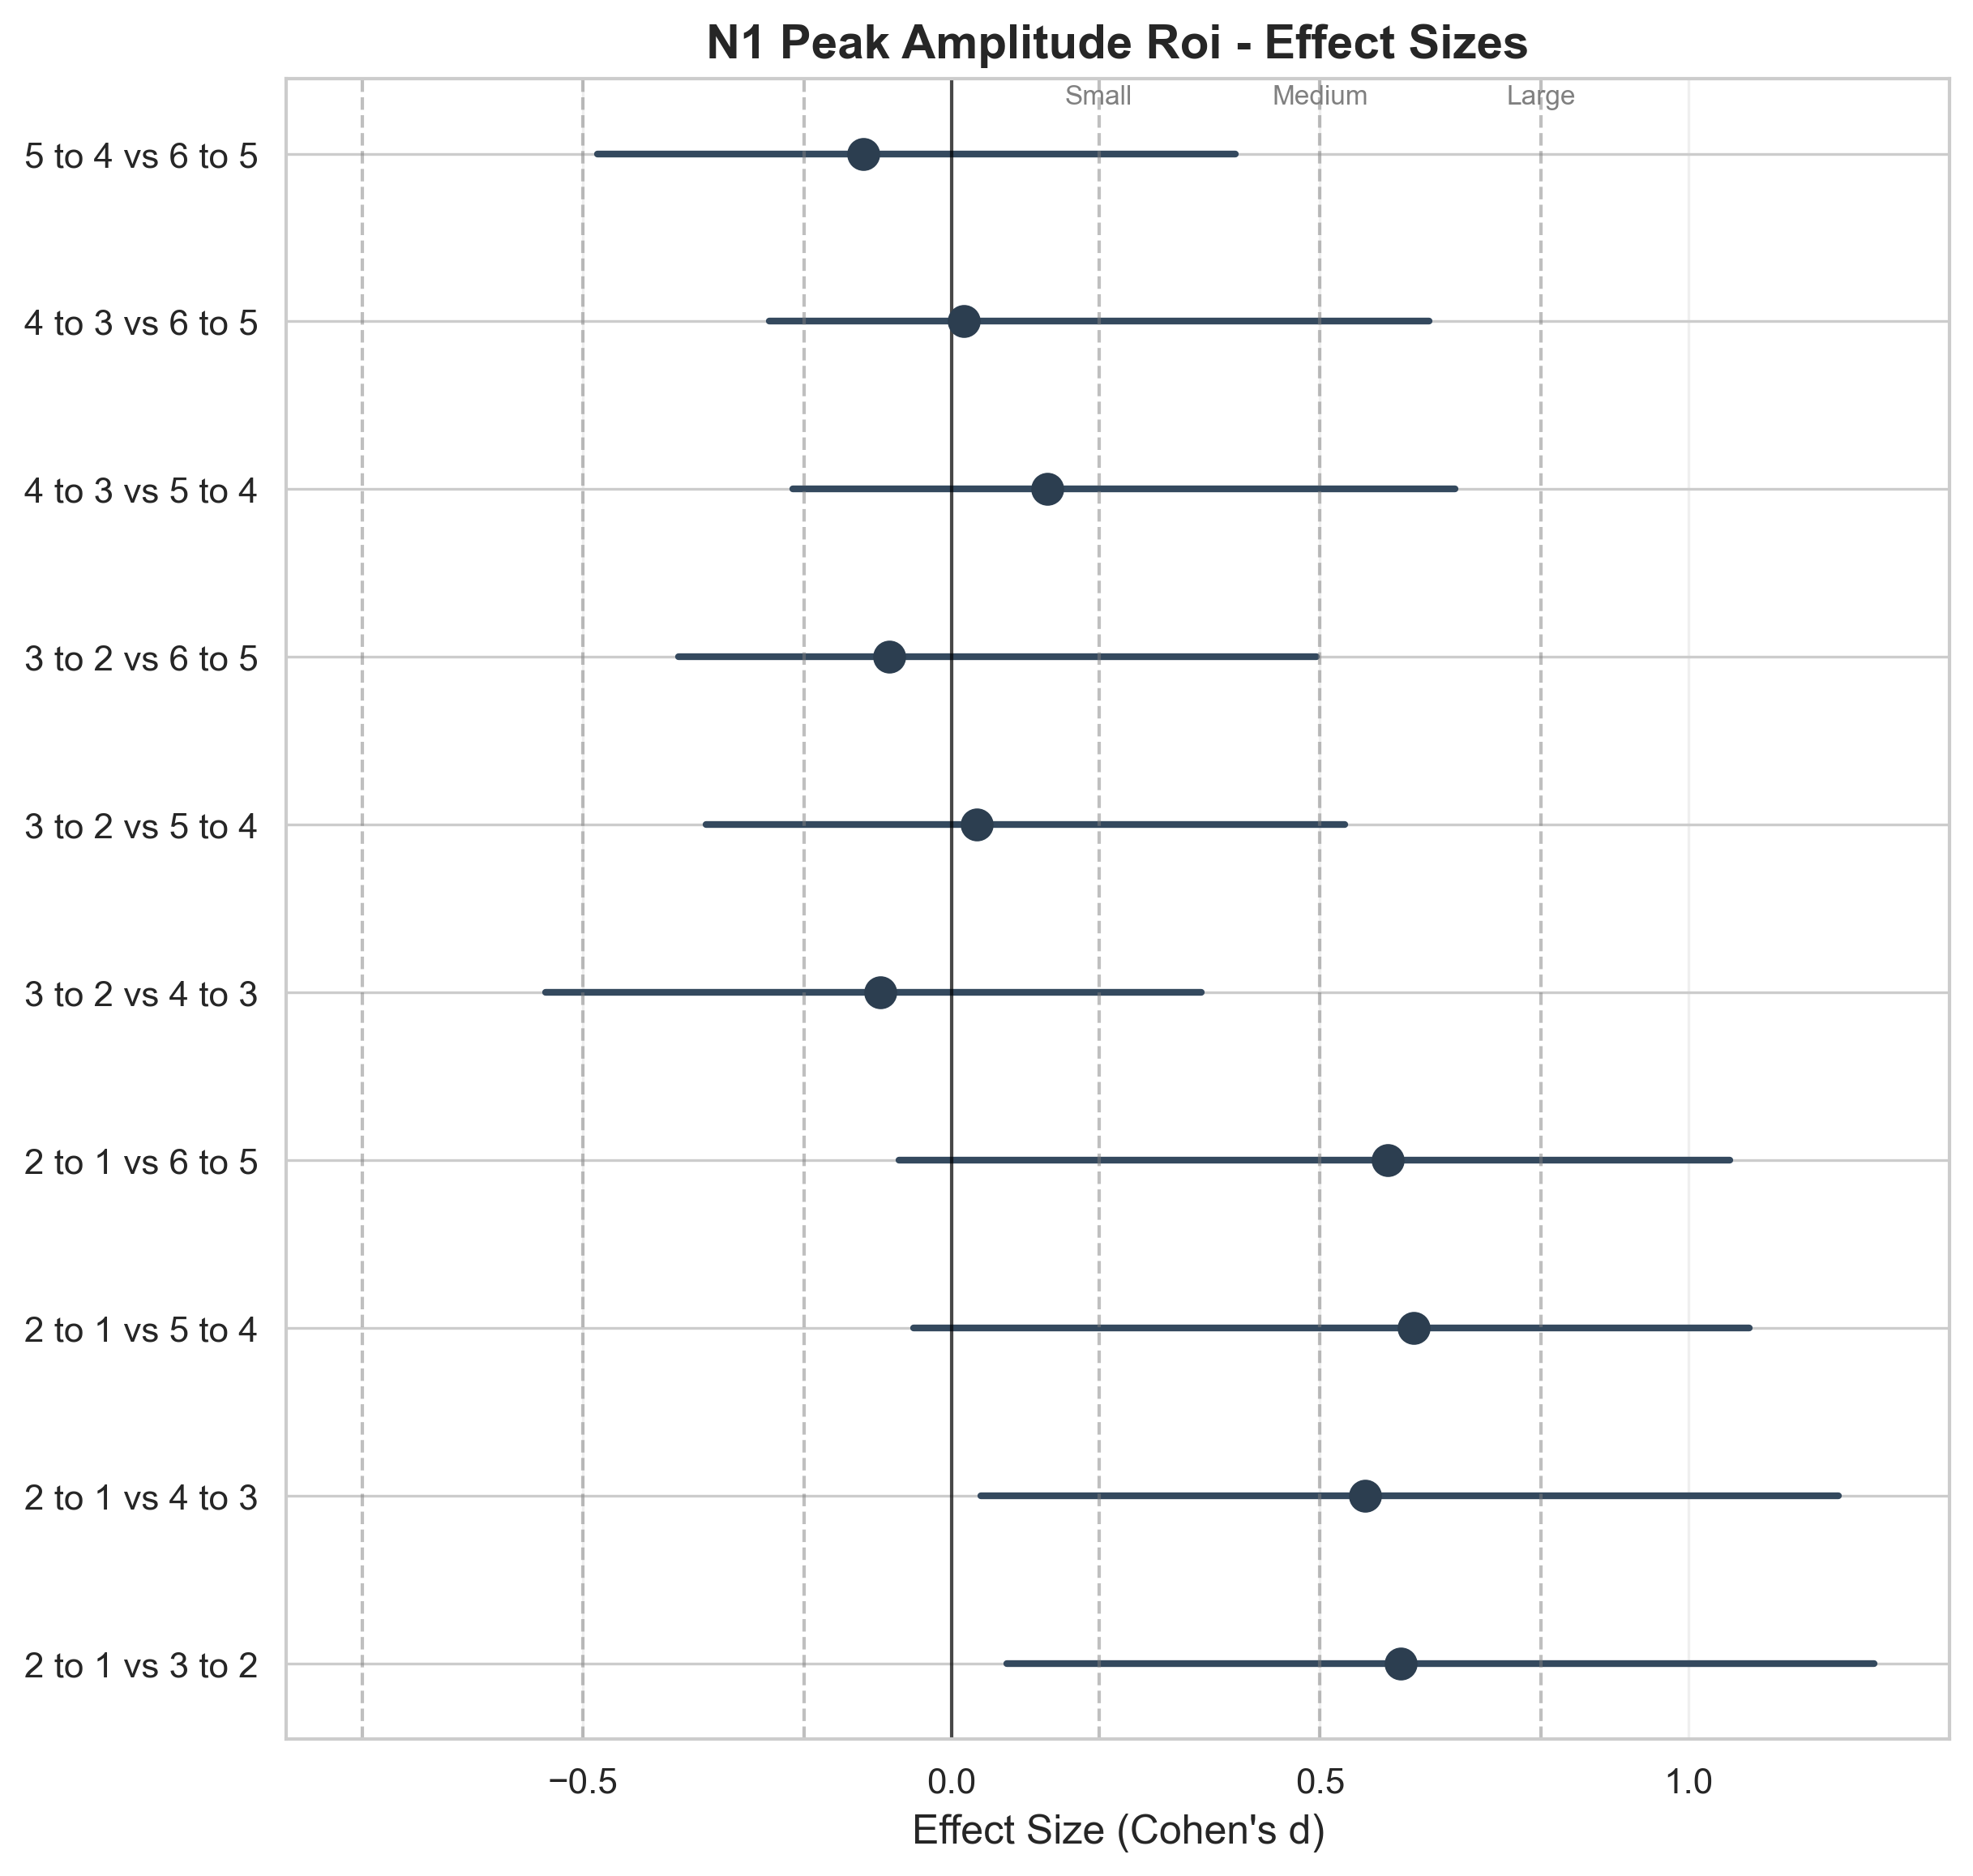 N1 Peak Amplitude Roi - Effect Sizes
Small Medium Large
5 to 4 vs 6 to 5
4 to 3 vs 6 to 5
4 to 3 vs 5 to 4
3 to 2 vs 6 to 5
3 to 2 vs 5 to 4
3 to 2 vs 4 to 3
2 to 1 vs 6 to 5
2 to 1 vs 5 to 4
2 to 1 vs 4 to 3
2 to 1 vs 3 to 2
−0.5 0.0 0.5 1.0
Effect Size (Cohen's d)